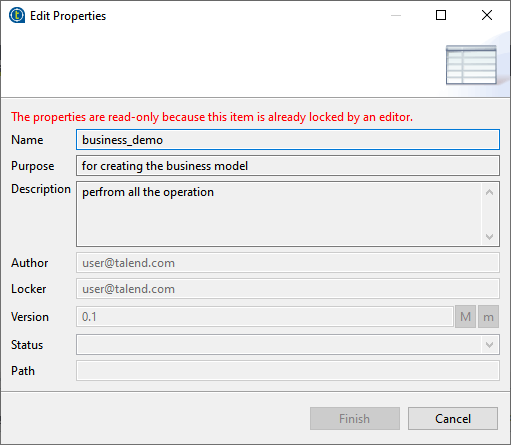 Edit Properties
The properties are read-only because this item is already locked by an editor.
Name business_demo
Purpose for creating the business model
Description perfrom all the operation
Author user@talend.com
Locker user@talend.com
Version 0.1 M m
Status
Path
Finish Cancel